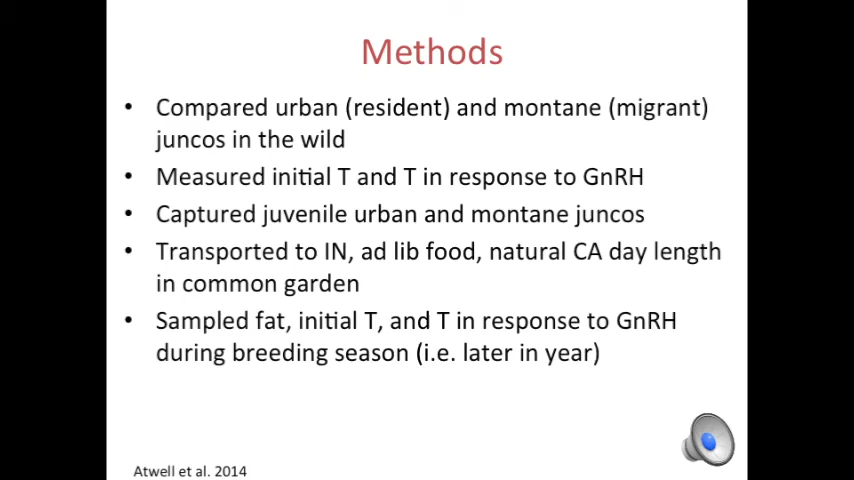 Methods
• Compared urban (resident) and montane (migrant)
juncos in the wild
• Measured initial T and T in response to GnRH
• Captured juvenile urban and montane juncos
• Transported to IN, ad lib food, natural CA day length
in common garden
• Sampled fat, initial T, and T in response to GnRH
during breeding season (i.e. later in year)
Atwell et al. 2014